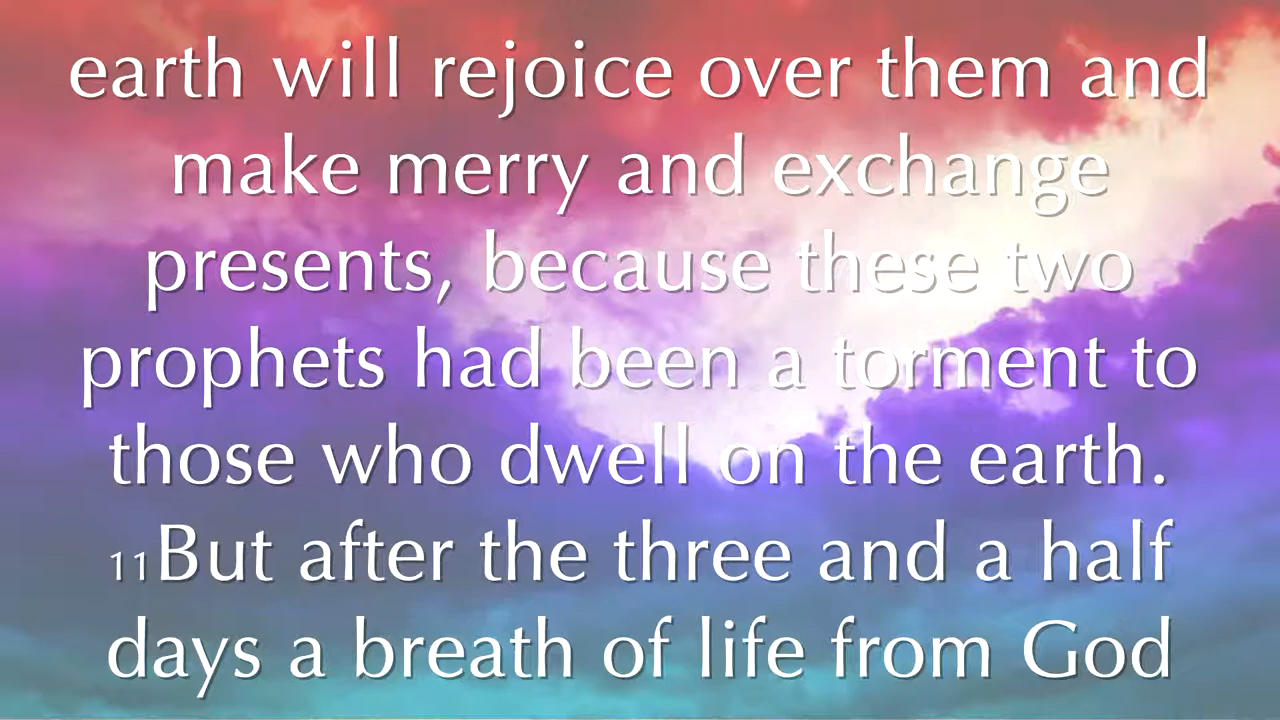 earth will rejoice over them and
make merry and exchange
presents, because these two
prophets had been a torment to
those who dwell on the earth.
11But after the three and a half
days a breath of life from God